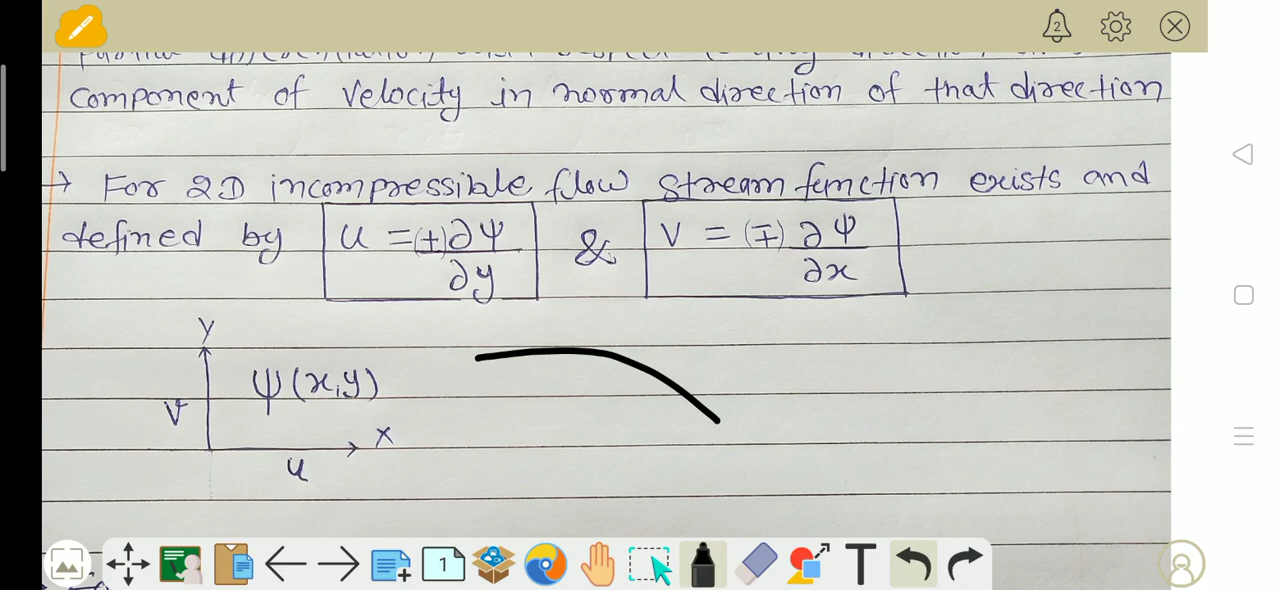 component of velocity in normal direction of that direction
→ For 2D incompressible flow stream function exists and
defined by u = (±) ∂ψ/∂y & v = (∓) ∂ψ/∂x
y
ψ(x,y)
v
x
u
2
1
T